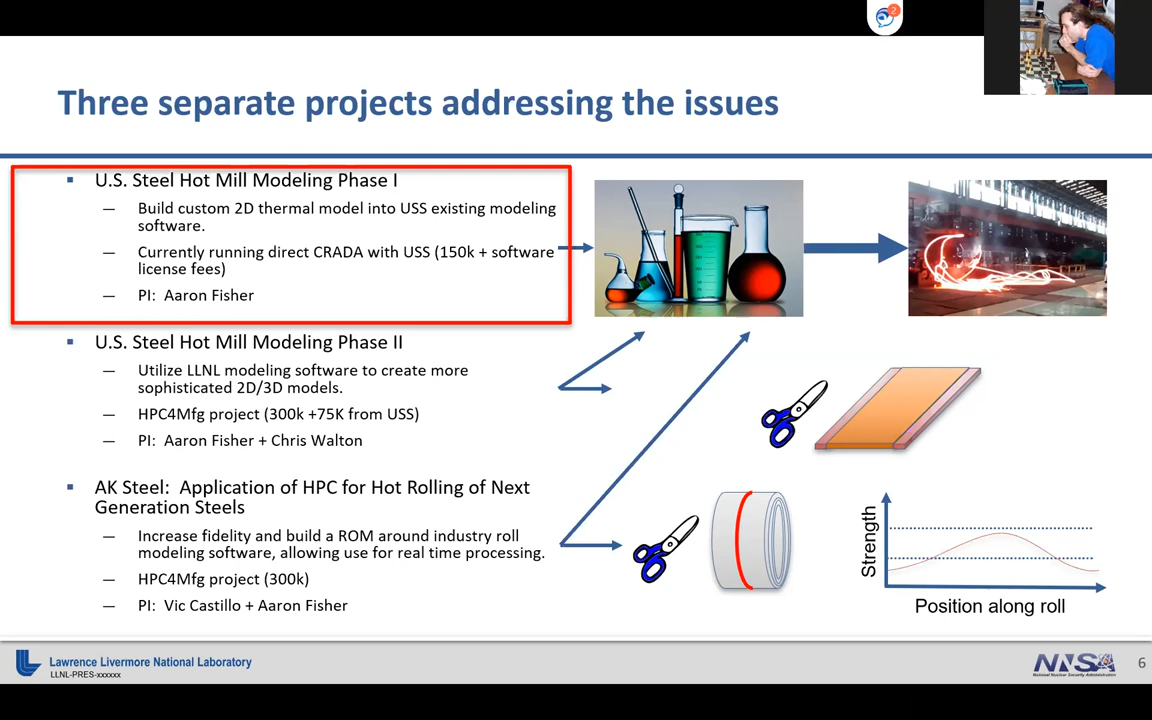 2
Three separate projects addressing the issues
▪ U.S. Steel Hot Mill Modeling Phase I
— Build custom 2D thermal model into USS existing modeling
software.
— Currently running direct CRADA with USS (150k + software
license fees)
— PI: Aaron Fisher
▪ U.S. Steel Hot Mill Modeling Phase II
— Utilize LLNL modeling software to create more
sophisticated 2D/3D models.
— HPC4Mfg project (300k +75K from USS)
— PI: Aaron Fisher + Chris Walton
▪ AK Steel: Application of HPC for Hot Rolling of Next
Generation Steels
— Increase fidelity and build a ROM around industry roll
modeling software, allowing use for real time processing.
— HPC4Mfg project (300k)
— PI: Vic Castillo + Aaron Fisher
Strength
Position along roll
Lawrence Livermore National Laboratory
LLNL-PRES-xxxxxx
NNSA
National Nuclear Security Administration
6